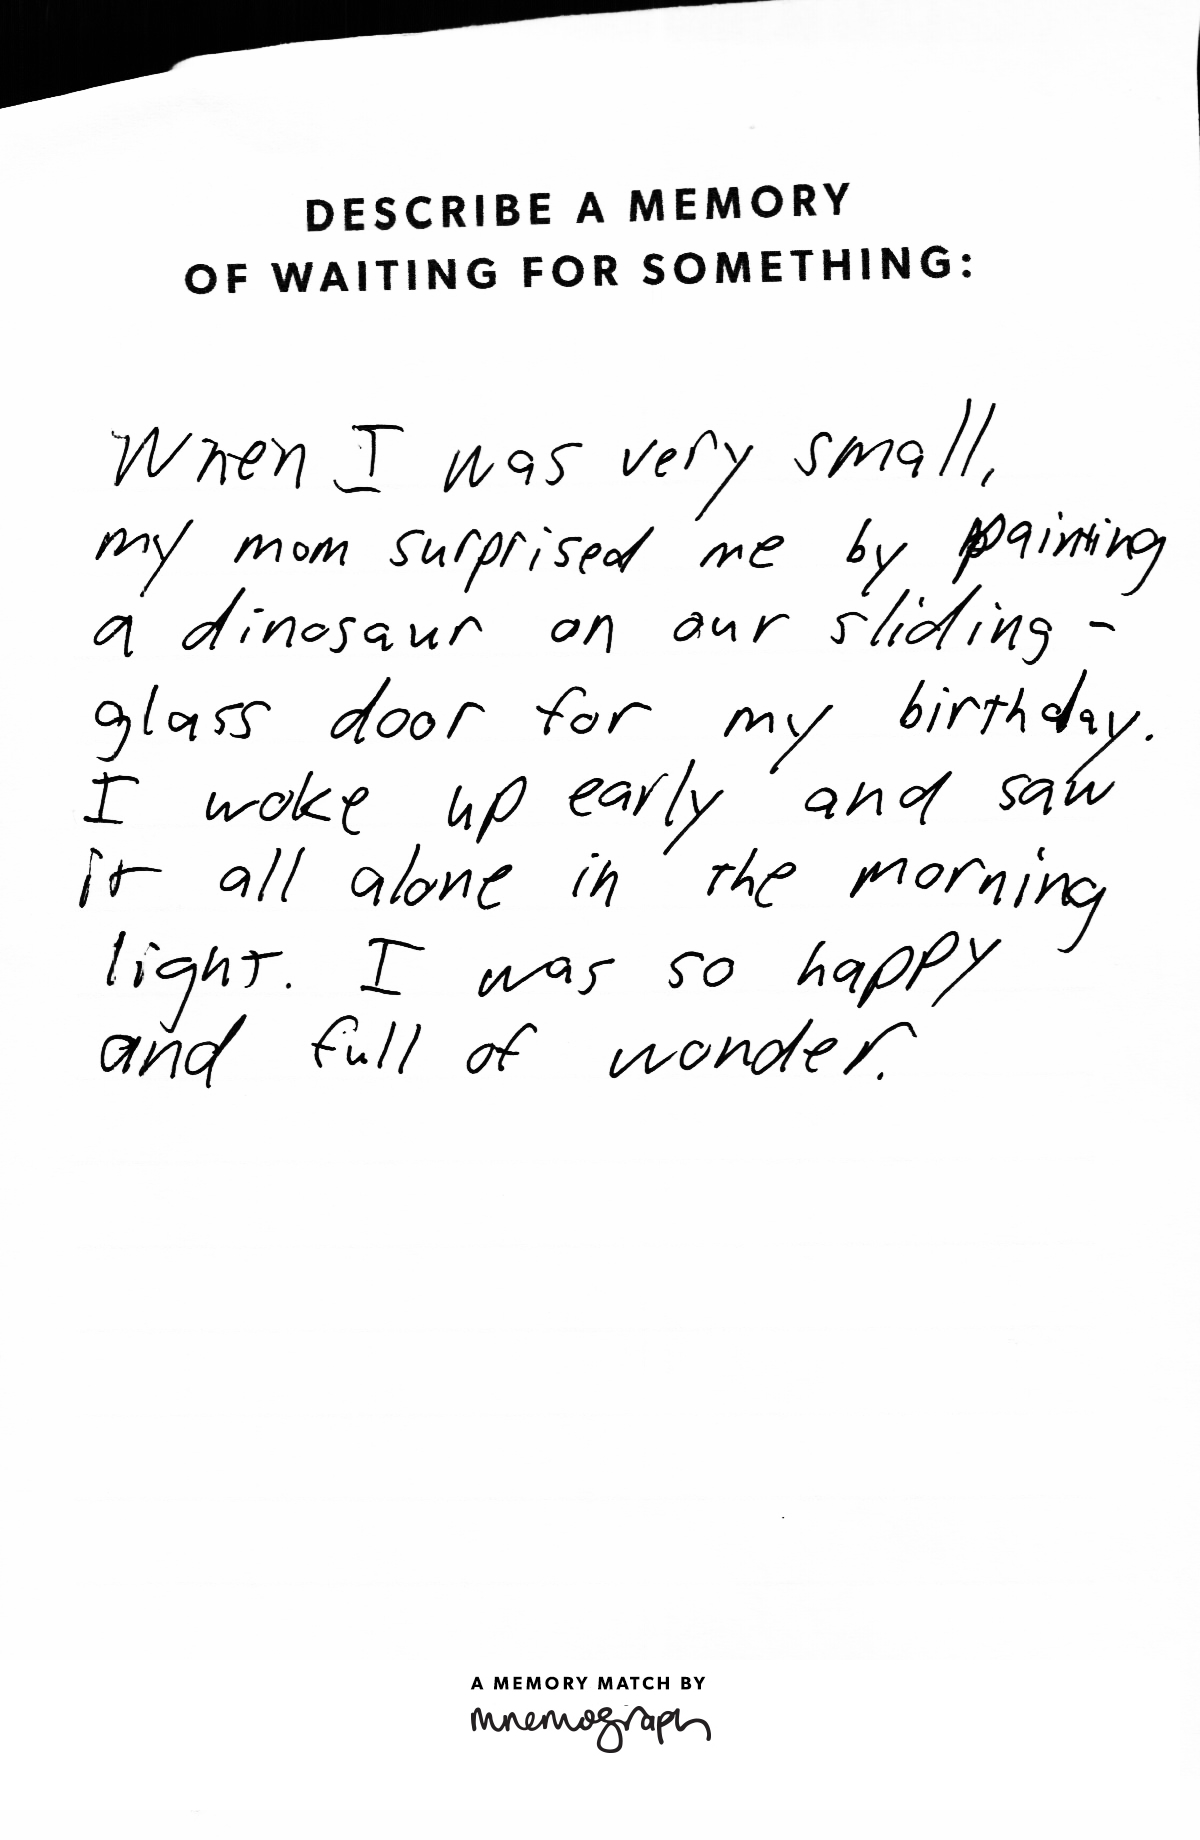 DESCRIBE A MEMORY
OF WAITING FOR SOMETHING:
When I was very small,
my mom surprised me by painting
a dinosaur on our sliding-
glass door for my birthday.
I woke up early and saw
it all alone in the morning
light. I was so happy
and full of wonder.
A MEMORY MATCH BY
mnemograph